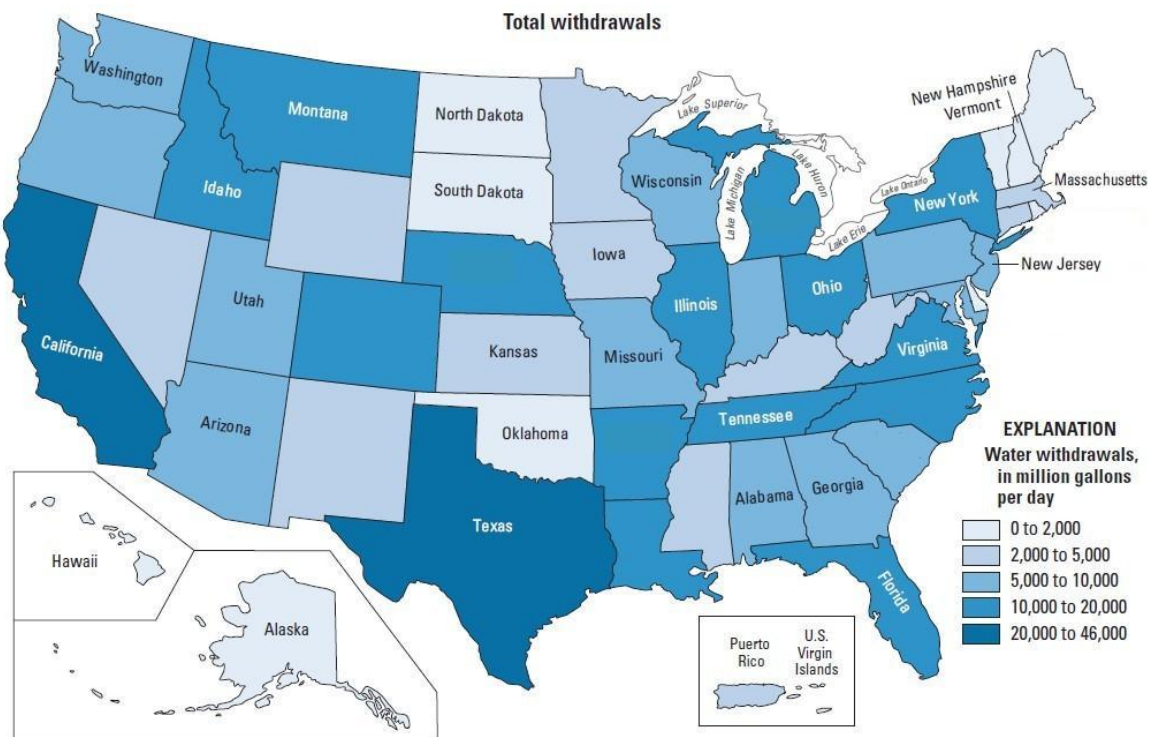 Total withdrawals
Washington
Montana
North Dakota
South Dakota
Idaho
Wisconsin
Lake Superior
Lake Michigan
Lake Huron
Lake Ontario
Lake Erie
New Hampshire
Vermont
Massachusetts
New York
New Jersey
Iowa
Utah
California
Illinois
Ohio
Kansas
Missouri
Virginia
Arizona
Oklahoma
Tennessee
Texas
Alabama
Georgia
Florida
Hawaii
Alaska
Puerto
Rico
U.S.
Virgin
Islands
EXPLANATION
Water withdrawals,
in million gallons
per day
0 to 2,000
2,000 to 5,000
5,000 to 10,000
10,000 to 20,000
20,000 to 46,000